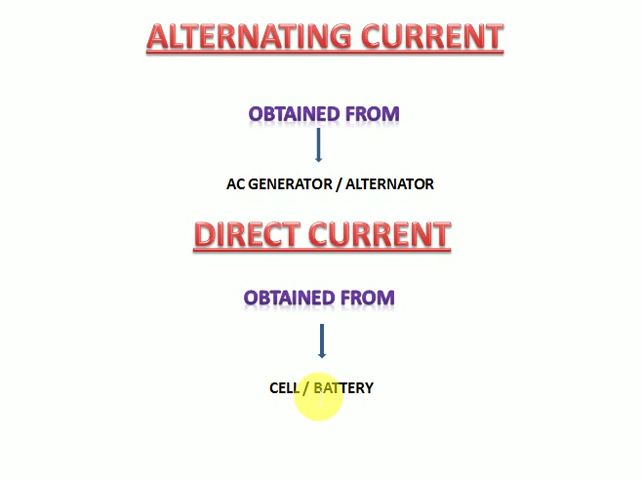 ALTERNATING CURRENT
OBTAINED FROM
AC GENERATOR / ALTERNATOR
DIRECT CURRENT
OBTAINED FROM
CELL / BATTERY